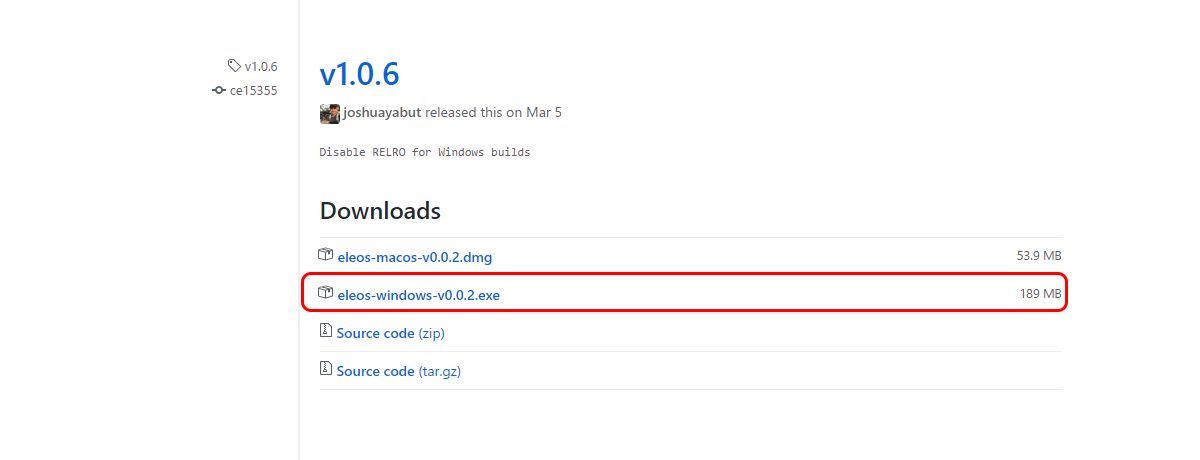 v1.0.6
ce15355
v1.0.6
joshuayabut released this on Mar 5
Disable RELRO for Windows builds
Downloads
eleos-macos-v0.0.2.dmg 53.9 MB
eleos-windows-v0.0.2.exe 189 MB
Source code (zip)
Source code (tar.gz)